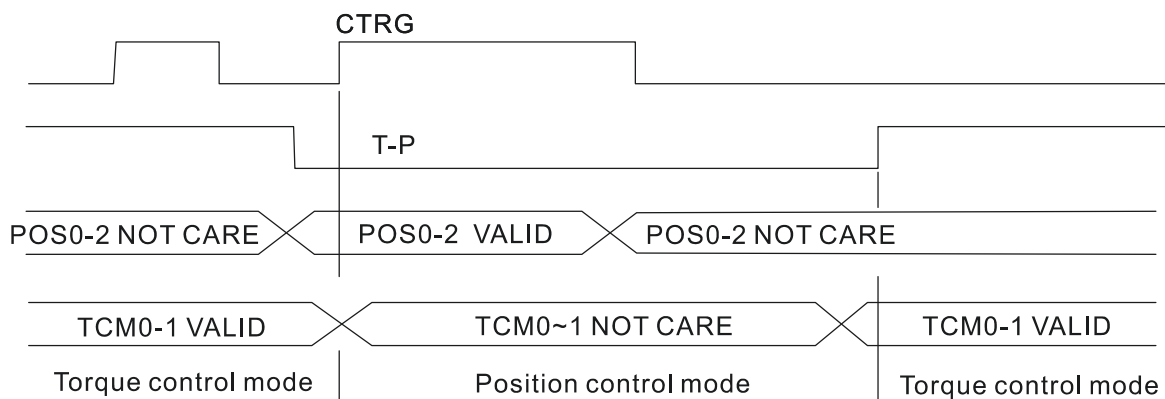 CTRG
T-P
POS0-2 NOT CARE POS0-2 VALID POS0-2 NOT CARE
TCM0-1 VALID TCM0~1 NOT CARE TCM0-1 VALID
Torque control mode Position control mode Torque control mode